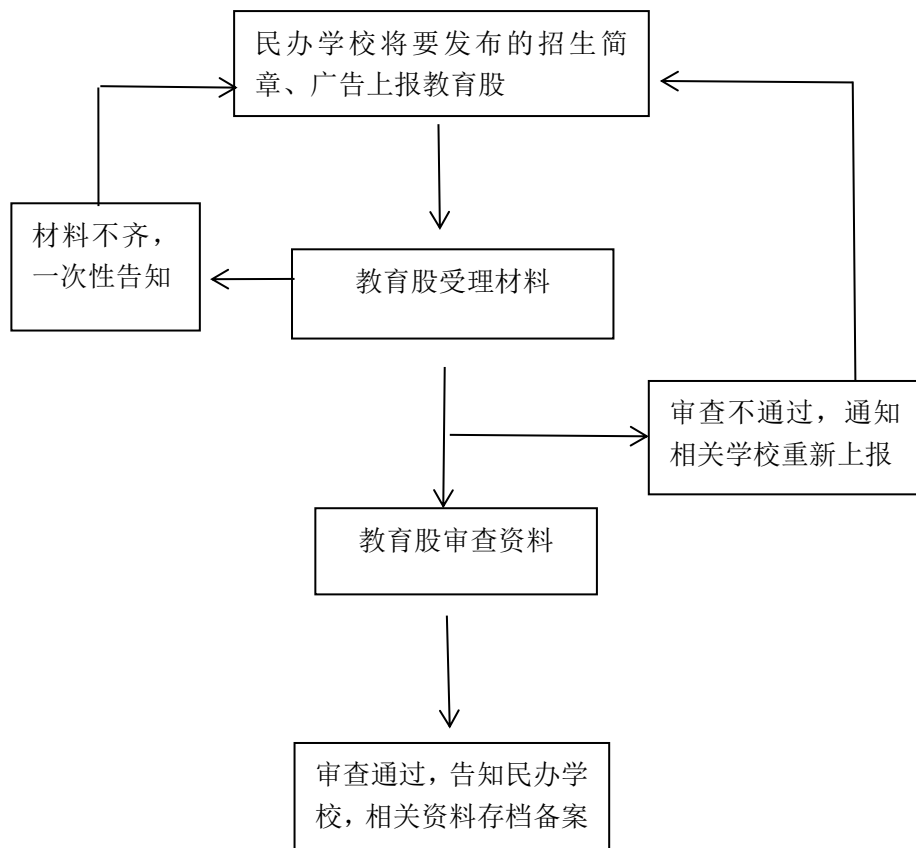 民办学校将要发布的招生简
章、广告上报教育股
材料不齐，
一次性告知
教育股受理材料
审查不通过，通知
相关学校重新上报
教育股审查资料
审查通过，告知民办学
校，相关资料存档备案